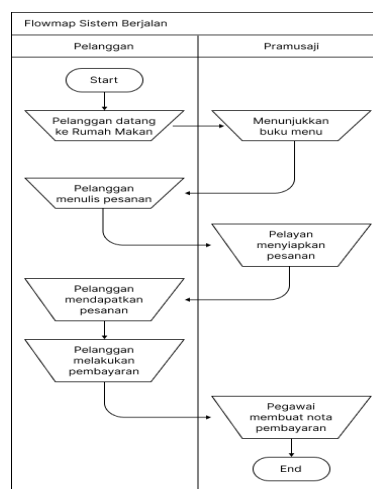 Flowmap Sistem Berjalan
Pelanggan
Pramusaji
Start
Pelanggan datang
ke Rumah Makan
Menunjukkan
buku menu
Pelanggan
menulis pesanan
Pelayan
menyiapkan
pesanan
Pelanggan
mendapatkan
pesanan
Pelanggan
melakukan
pembayaran
Pegawai
membuat nota
pembayaran
End